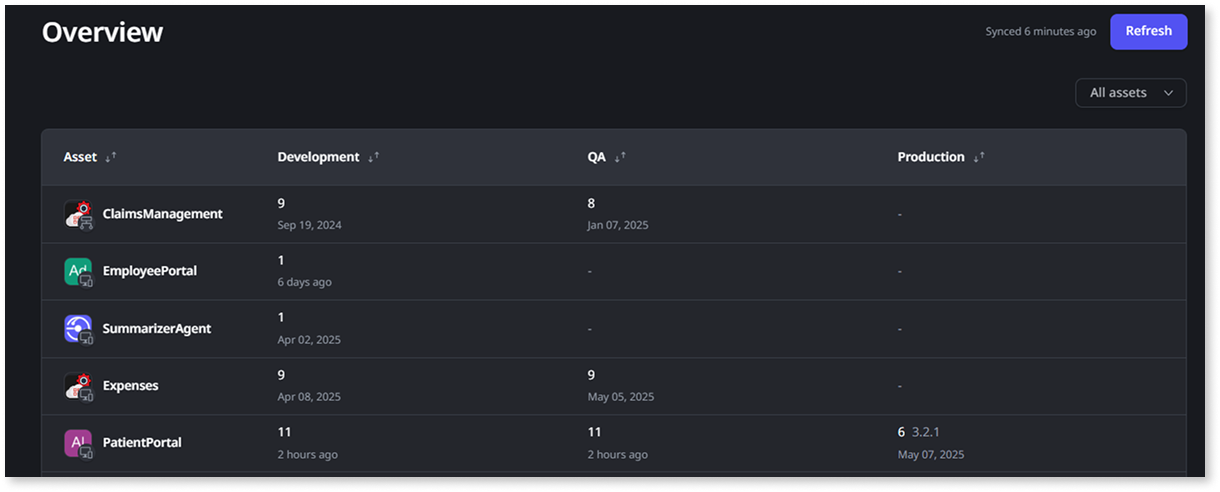 Overview
Synced 6 minutes ago
Refresh
All assets
Asset Development QA Production
ClaimsManagement 9 8 -
Sep 19, 2024 Jan 07, 2025
Ad EmployeePortal 1 - -
6 days ago
SummarizerAgent 1 - -
Apr 02, 2025
Expenses 9 9 -
Apr 08, 2025 May 05, 2025
PatientPortal 11 11 6 3.2.1
2 hours ago 2 hours ago May 07, 2025